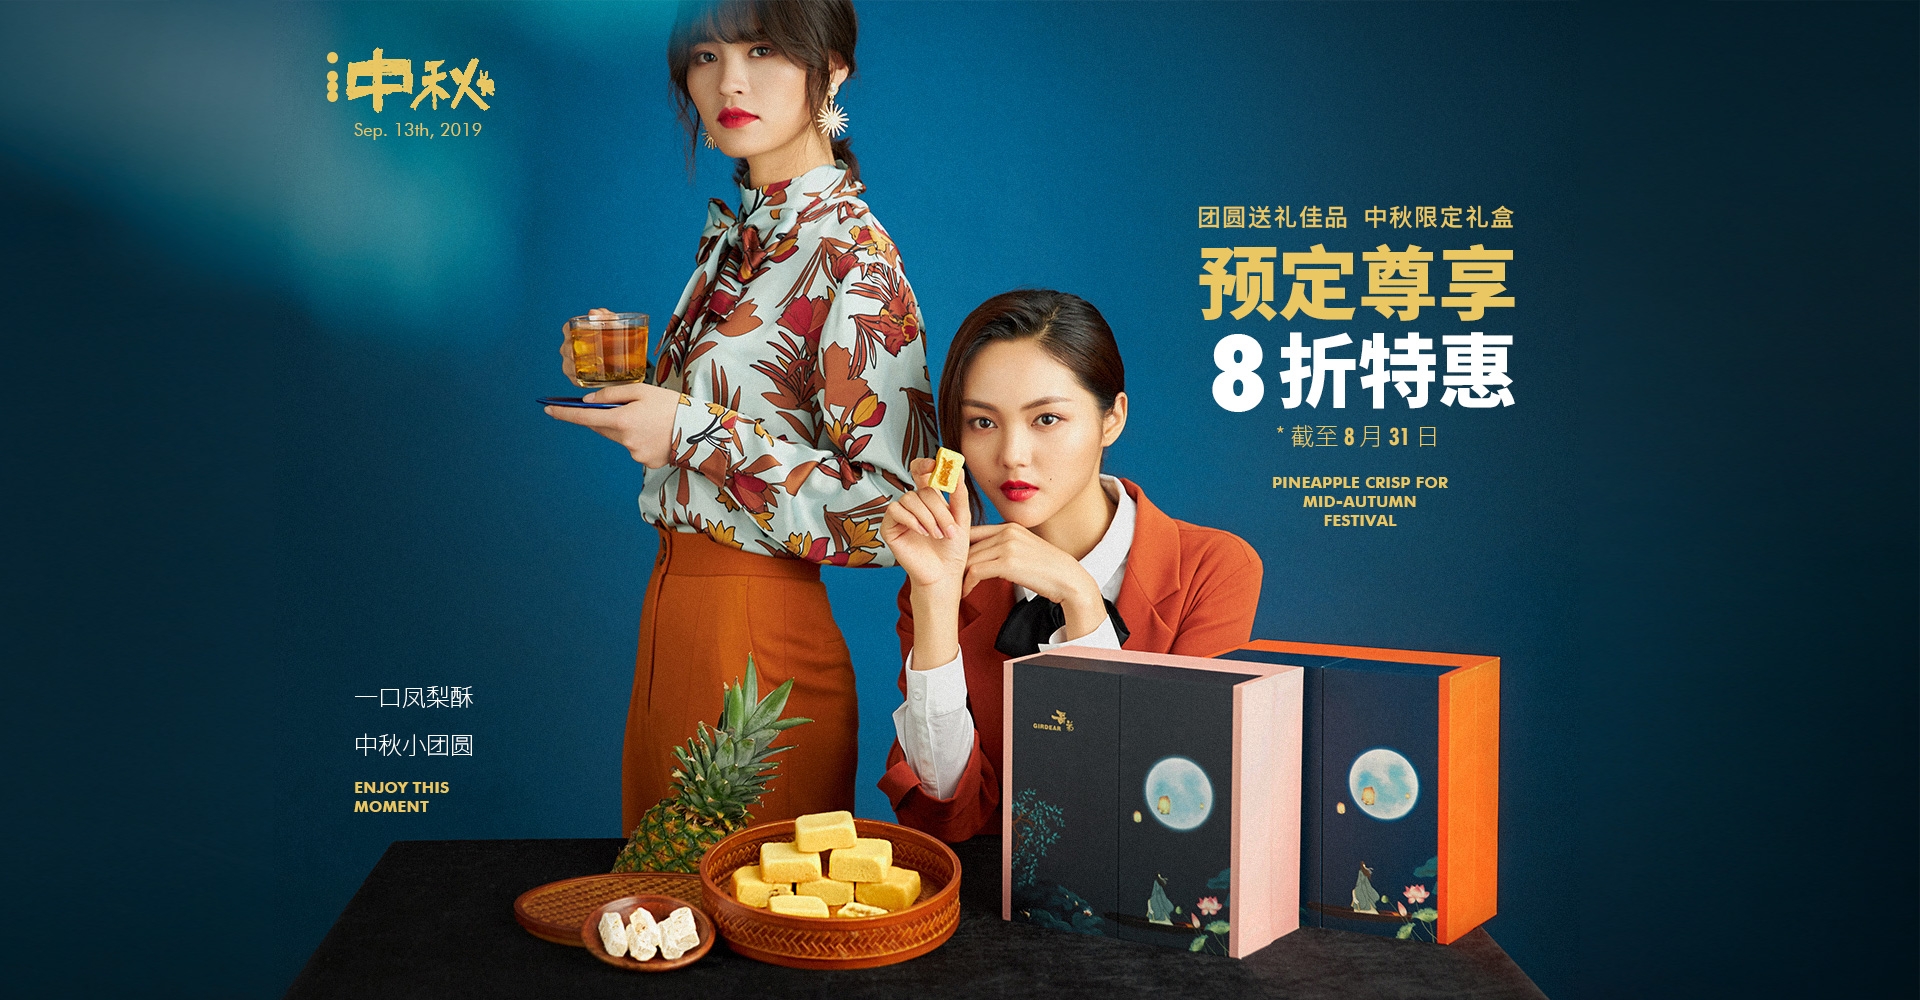 中秋
Sep. 13th, 2019
团圆送礼佳品 中秋限定礼盒
预定尊享
8折特惠
* 截至8月31日
PINEAPPLE CRISP FOR
MID-AUTUMN
FESTIVAL
一口凤梨酥
中秋小团圆
ENJOY THIS
MOMENT
GIRDEAR